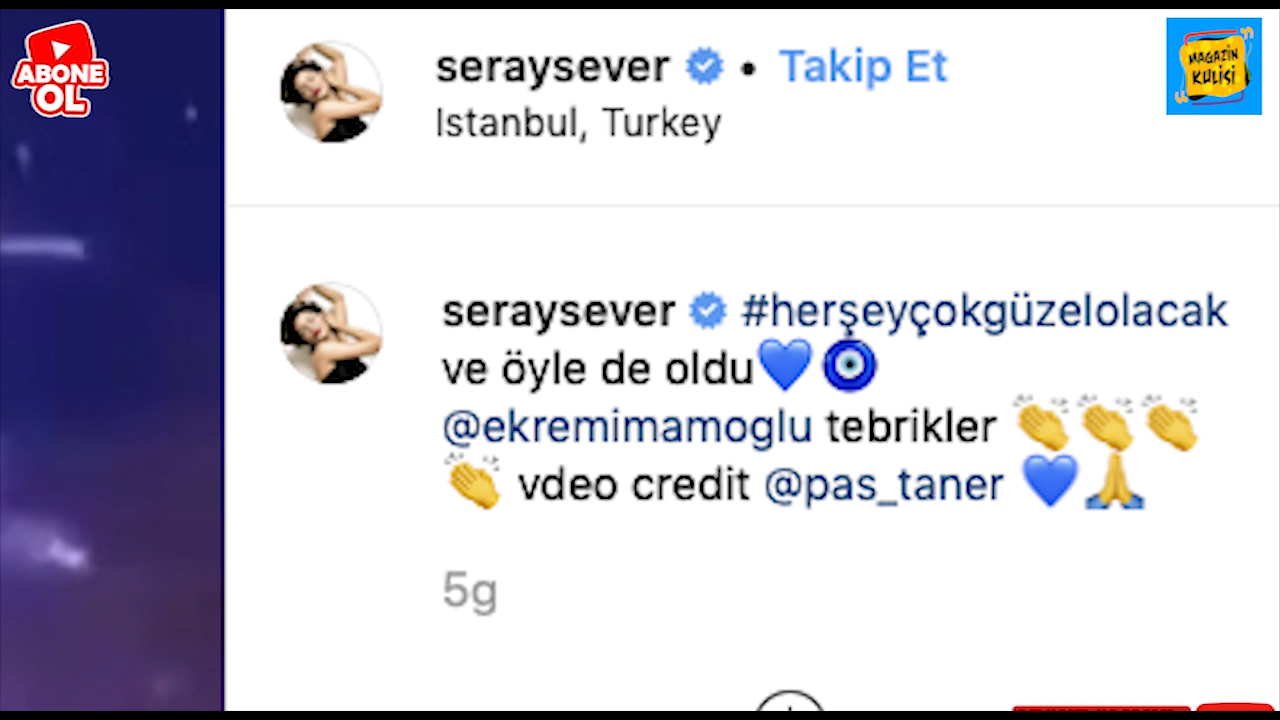 ABONE
OL
MAGAZİN
KULİSİ
seraysever • Takip Et
Istanbul, Turkey
seraysever #herşeyçokgüzelolacak
ve öyle de oldu💙🧿
@ekremimamoglu tebrikler 👏👏👏
👏 vdeo credit @pas_taner 💙🙏
5g